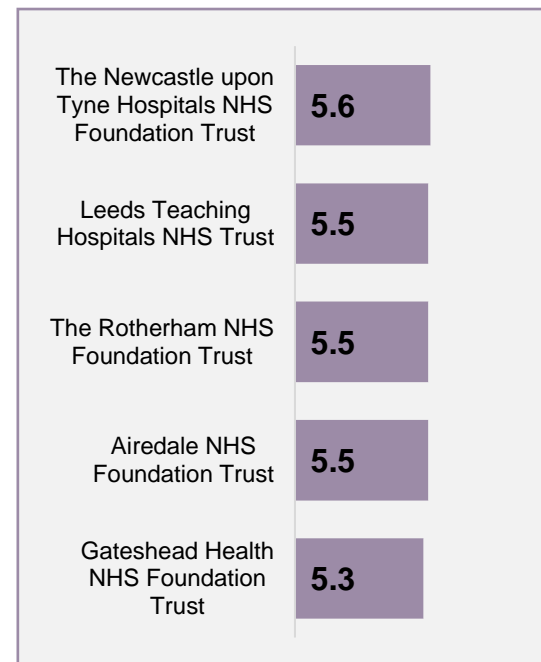 The Newcastle upon
Tyne Hospitals NHS
Foundation Trust
5.6
Leeds Teaching
Hospitals NHS Trust
5.5
The Rotherham NHS
Foundation Trust
5.5
Airedale NHS
Foundation Trust
5.5
Gateshead Health
NHS Foundation
Trust
5.3